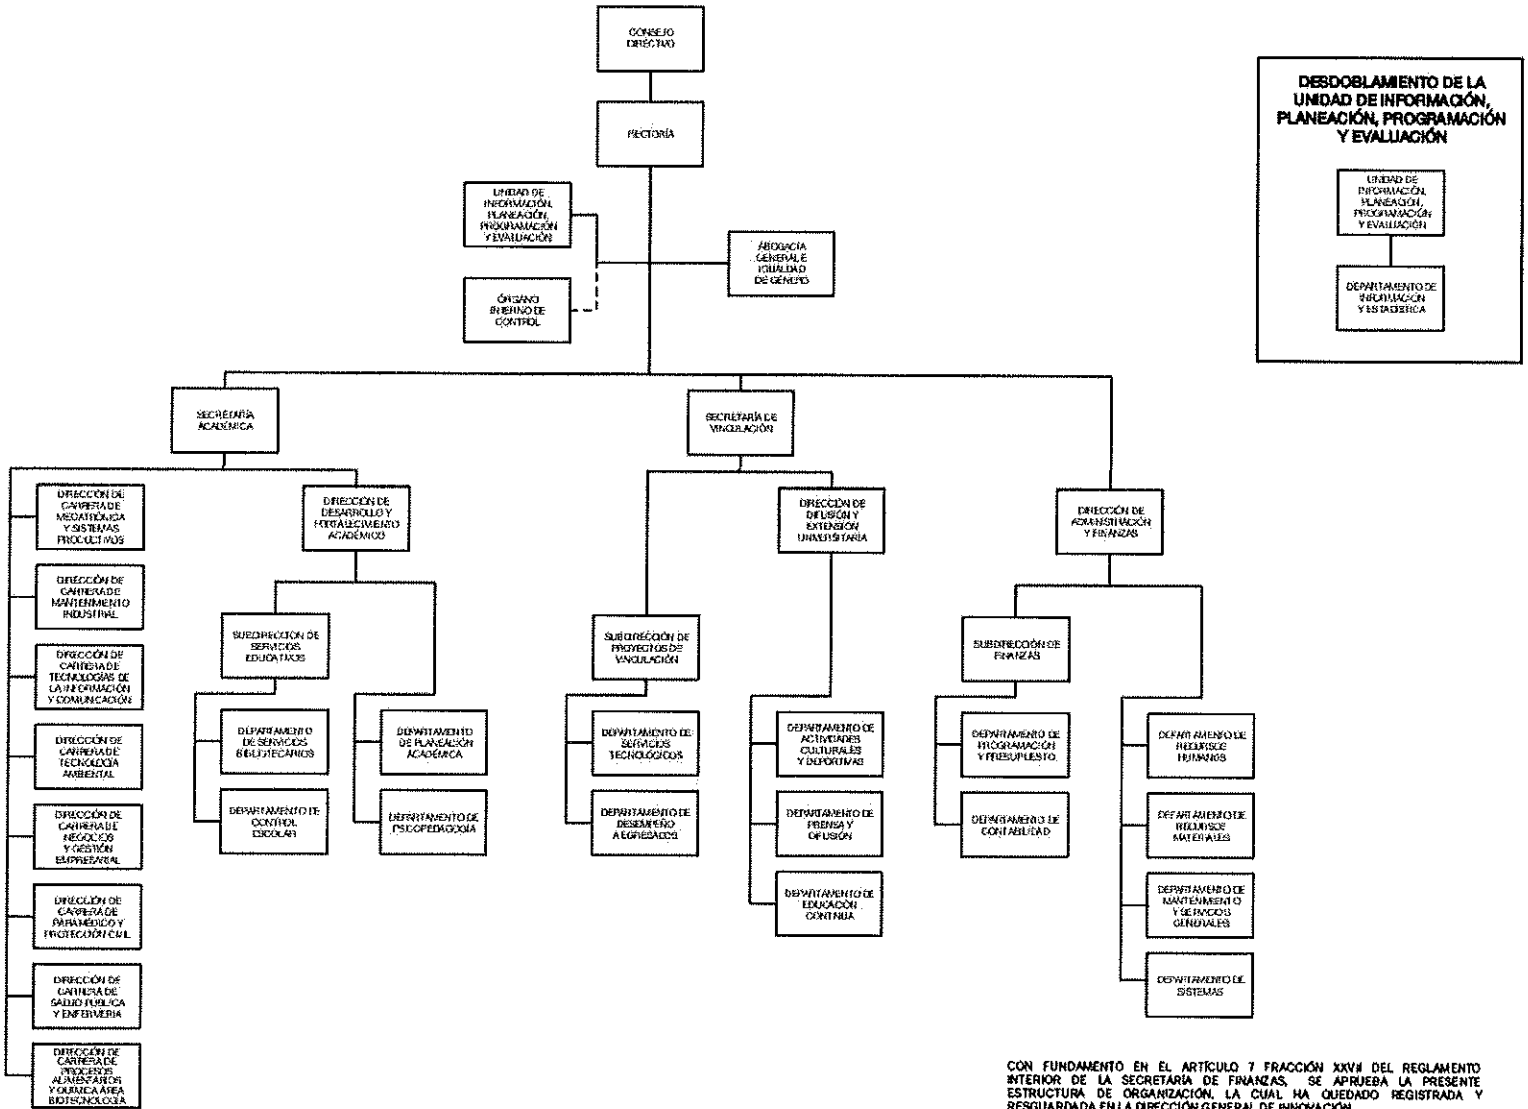 CONSEJO
DIRECTIVO
RECTORÍA
UNIDAD DE
INFORMACIÓN,
PLANEACIÓN,
PROGRAMACIÓN
Y EVALUACIÓN
ABOGACÍA
GENERAL E
IGUALDAD
DE GÉNERO
ÓRGANO
INTERNO DE
CONTROL
DESDOBLAMIENTO DE LA
UNIDAD DE INFORMACIÓN,
PLANEACIÓN, PROGRAMACIÓN
Y EVALUACIÓN
UNIDAD DE
INFORMACIÓN,
PLANEACIÓN,
PROGRAMACIÓN
Y EVALUACIÓN
DEPARTAMENTO DE
INFORMACIÓN
Y ESTADÍSTICA
SECRETARÍA
ACADÉMICA
SECRETARÍA DE
VINCULACIÓN
DIRECCIÓN DE
CARRERA DE
MECATRÓNICA
Y SISTEMAS
PRODUCTIVOS
DIRECCIÓN DE
CARRERA DE
MANTENIMIENTO
INDUSTRIAL
DIRECCIÓN DE
CARRERA DE
TECNOLOGÍAS DE
LA INFORMACIÓN
Y COMUNICACIÓN
DIRECCIÓN DE
CARRERA DE
TECNOLOGÍA
AMBIENTAL
DIRECCIÓN DE
CARRERA DE
NEGOCIOS
Y GESTIÓN
EMPRESARIAL
DIRECCIÓN DE
CARRERA DE
PARAMÉDICO Y
PROTECCIÓN CIVIL
DIRECCIÓN DE
CARRERA DE
SALUD PÚBLICA
Y ENFERMERÍA
DIRECCIÓN DE
CARRERA DE
PROCESOS
ALIMENTARIOS
Y QUÍMICA ÁREA
BIOTECNOLOGÍA
DIRECCIÓN DE
DESARROLLO Y
FORTALECIMIENTO
ACADÉMICO
SUBDIRECCIÓN DE
SERVICIOS
EDUCATIVOS
DEPARTAMENTO
DE SERVICIOS
BIBLIOTECARIOS
DEPARTAMENTO DE
CONTROL
ESCOLAR
DEPARTAMENTO
DE PLANEACIÓN
ACADÉMICA
DEPARTAMENTO DE
PSICOPEDAGOGÍA
SUBDIRECCIÓN DE
PROYECTOS DE
VINCULACIÓN
DEPARTAMENTO DE
SERVICIOS
TECNOLÓGICOS
DEPARTAMENTO DE
DESEMPEÑO
A EGRESADOS
DIRECCIÓN DE
DIFUSIÓN Y
EXTENSIÓN
UNIVERSITARIA
DEPARTAMENTO DE
ACTIVIDADES
CULTURALES
Y DEPORTIVAS
DEPARTAMENTO DE
PRENSA Y
DIFUSIÓN
DEPARTAMENTO DE
EDUCACIÓN
CONTINUA
DIRECCIÓN DE
ADMINISTRACIÓN
Y FINANZAS
SUBDIRECCIÓN DE
FINANZAS
DEPARTAMENTO DE
PROGRAMACIÓN
Y PRESUPUESTO
DEPARTAMENTO DE
CONTABILIDAD
DEPARTAMENTO DE
RECURSOS
HUMANOS
DEPARTAMENTO DE
RECURSOS
MATERIALES
DEPARTAMENTO DE
MANTENIMIENTO
Y SERVICIOS
GENERALES
DEPARTAMENTO DE
SISTEMAS
CON FUNDAMENTO EN EL ARTÍCULO 7 FRACCIÓN XXVII DEL REGLAMENTO
INTERIOR DE LA SECRETARÍA DE FINANZAS, SE APRUEBA LA PRESENTE
ESTRUCTURA DE ORGANIZACIÓN, LA CUAL HA QUEDADO REGISTRADA Y
RESGUARDADA EN LA DIRECCIÓN GENERAL DE INNOVACIÓN